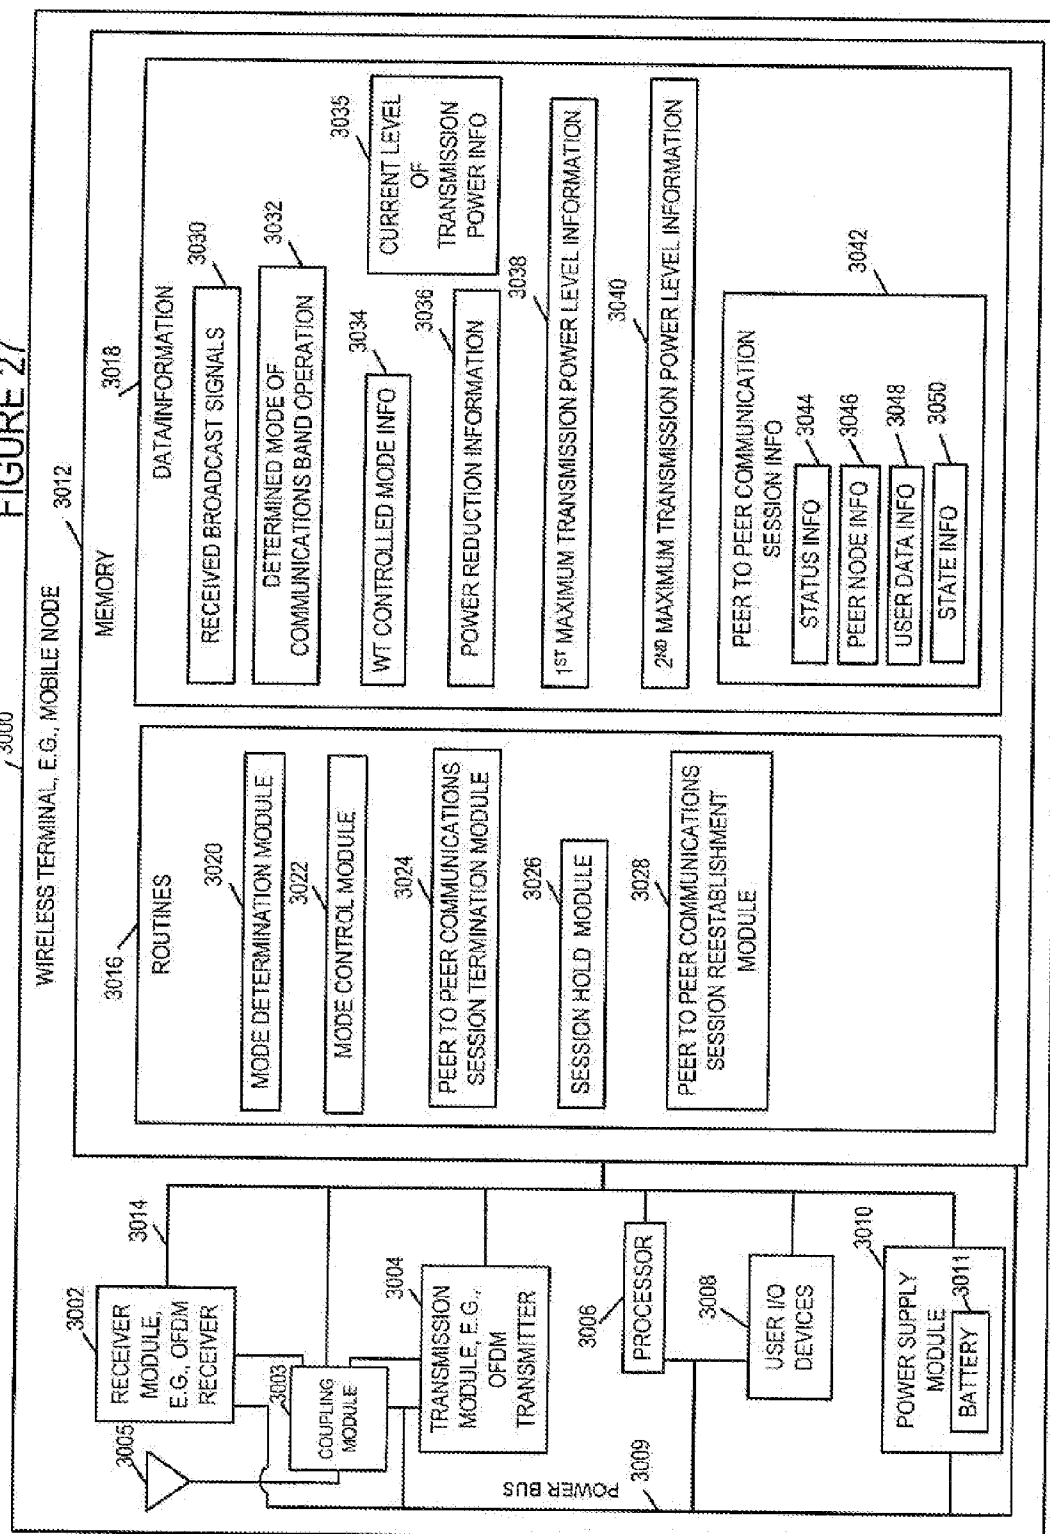 FIGURE 27
3000
WIRELESS TERMINAL, E.G., MOBILE NODE
3002
RECEIVER
MODULE,
E.G., OFDM
RECEIVER
3014
3005
3003
COUPLING
MODULE
3004
TRANSMISSION
MODULE, E.G.,
OFDM
TRANSMITTER
3006
PROCESSOR
3008
USER I/O
DEVICES
3010
POWER SUPPLY
MODULE
3011
BATTERY
POWER BUS
3009
3012
MEMORY
3016
ROUTINES
3020
MODE DETERMINATION MODULE
3022
MODE CONTROL MODULE
3024
PEER TO PEER COMMUNICATIONS
SESSION TERMINATION MODULE
3026
SESSION HOLD MODULE
3028
PEER TO PEER COMMUNICATIONS
SESSION REESTABLISHMENT
MODULE
3018
DATA/INFORMATION
3030
RECEIVED BROADCAST SIGNALS
3032
DETERMINED MODE OF
COMMUNICATIONS BAND OPERATION
3034
WT CONTROLLED MODE INFO
3035
CURRENT LEVEL
OF
TRANSMISSION
POWER INFO
3036
POWER REDUCTION INFORMATION
3038
1ST MAXIMUM TRANSMISSION POWER LEVEL INFORMATION
3040
2ND MAXIMUM TRANSMISSION POWER LEVEL INFORMATION
3042
PEER TO PEER COMMUNICATION
SESSION INFO
3044
STATUS INFO
3046
PEER NODE INFO
3048
USER DATA INFO
3050
STATE INFO